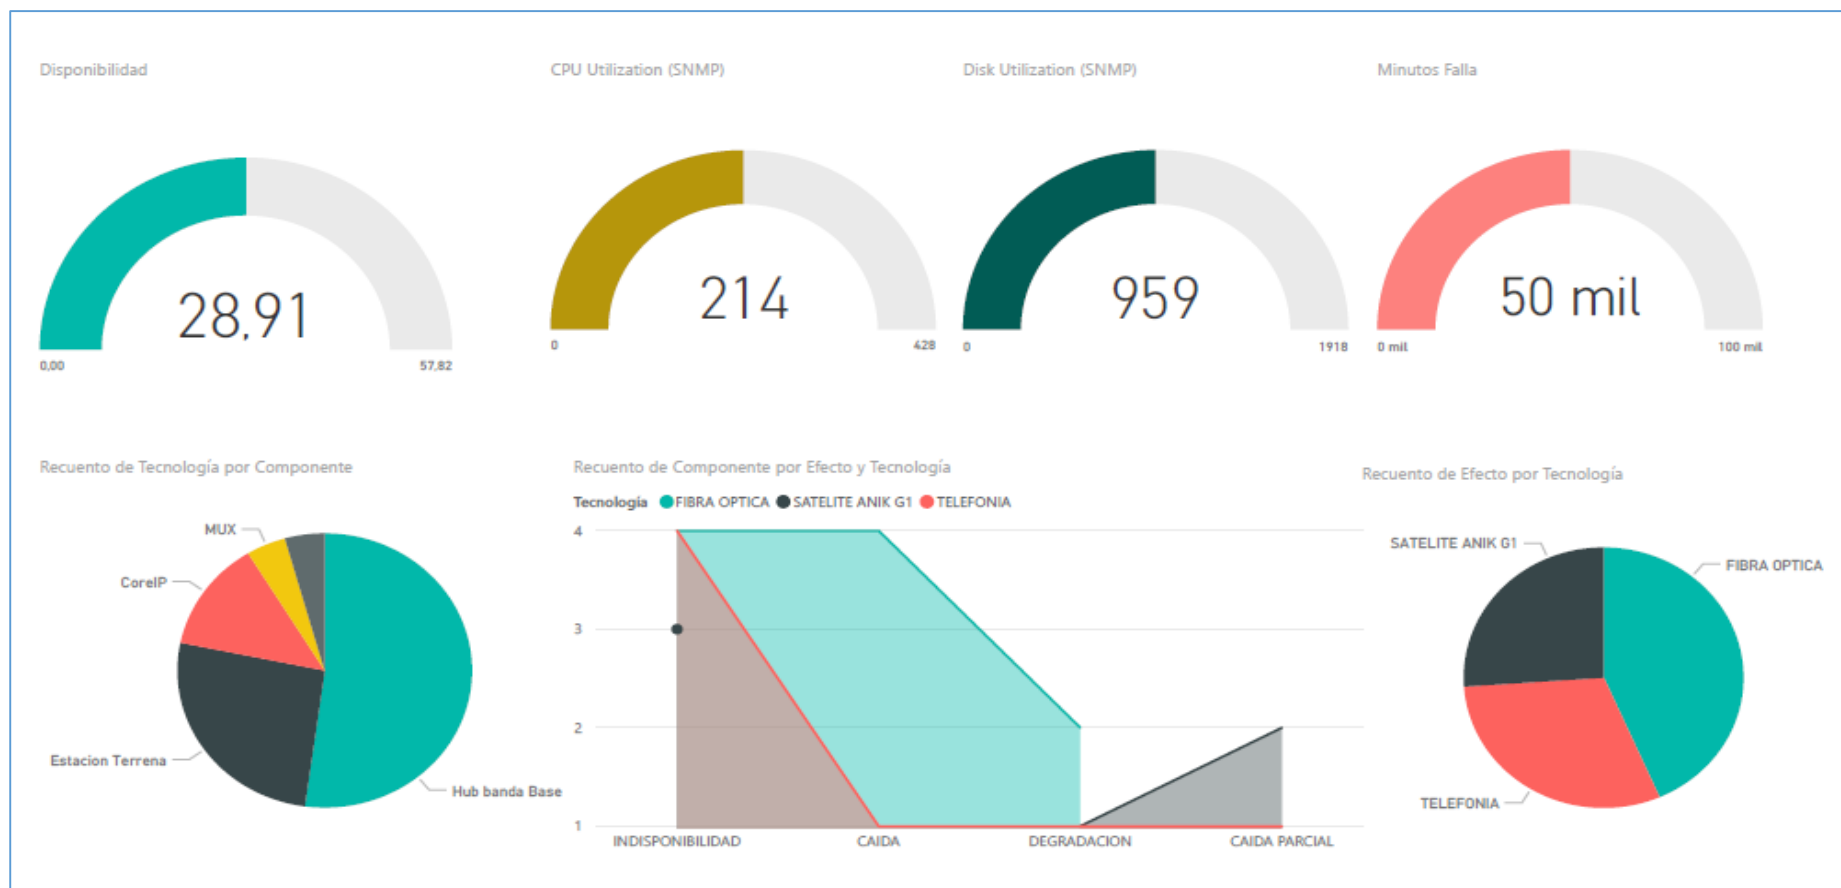 Disponibilidad
CPU Utilization (SNMP)
Disk Utilization (SNMP)
Minutos Falla
28,91
0,00
57,82
214
0
428
959
0
1918
50 mil
0 mil
100 mil
Recuento de Tecnología por Componente
MUX
CoreIP
Estacion Terrena
Hub banda Base
Recuento de Componente por Efecto y Tecnología
Tecnología FIBRA OPTICA SATELITE ANIK G1 TELEFONIA
4
3
2
1
INDISPONIBILIDAD CAIDA DEGRADACION CAIDA PARCIAL
Recuento de Efecto por Tecnología
SATELITE ANIK G1
FIBRA OPTICA
TELEFONIA